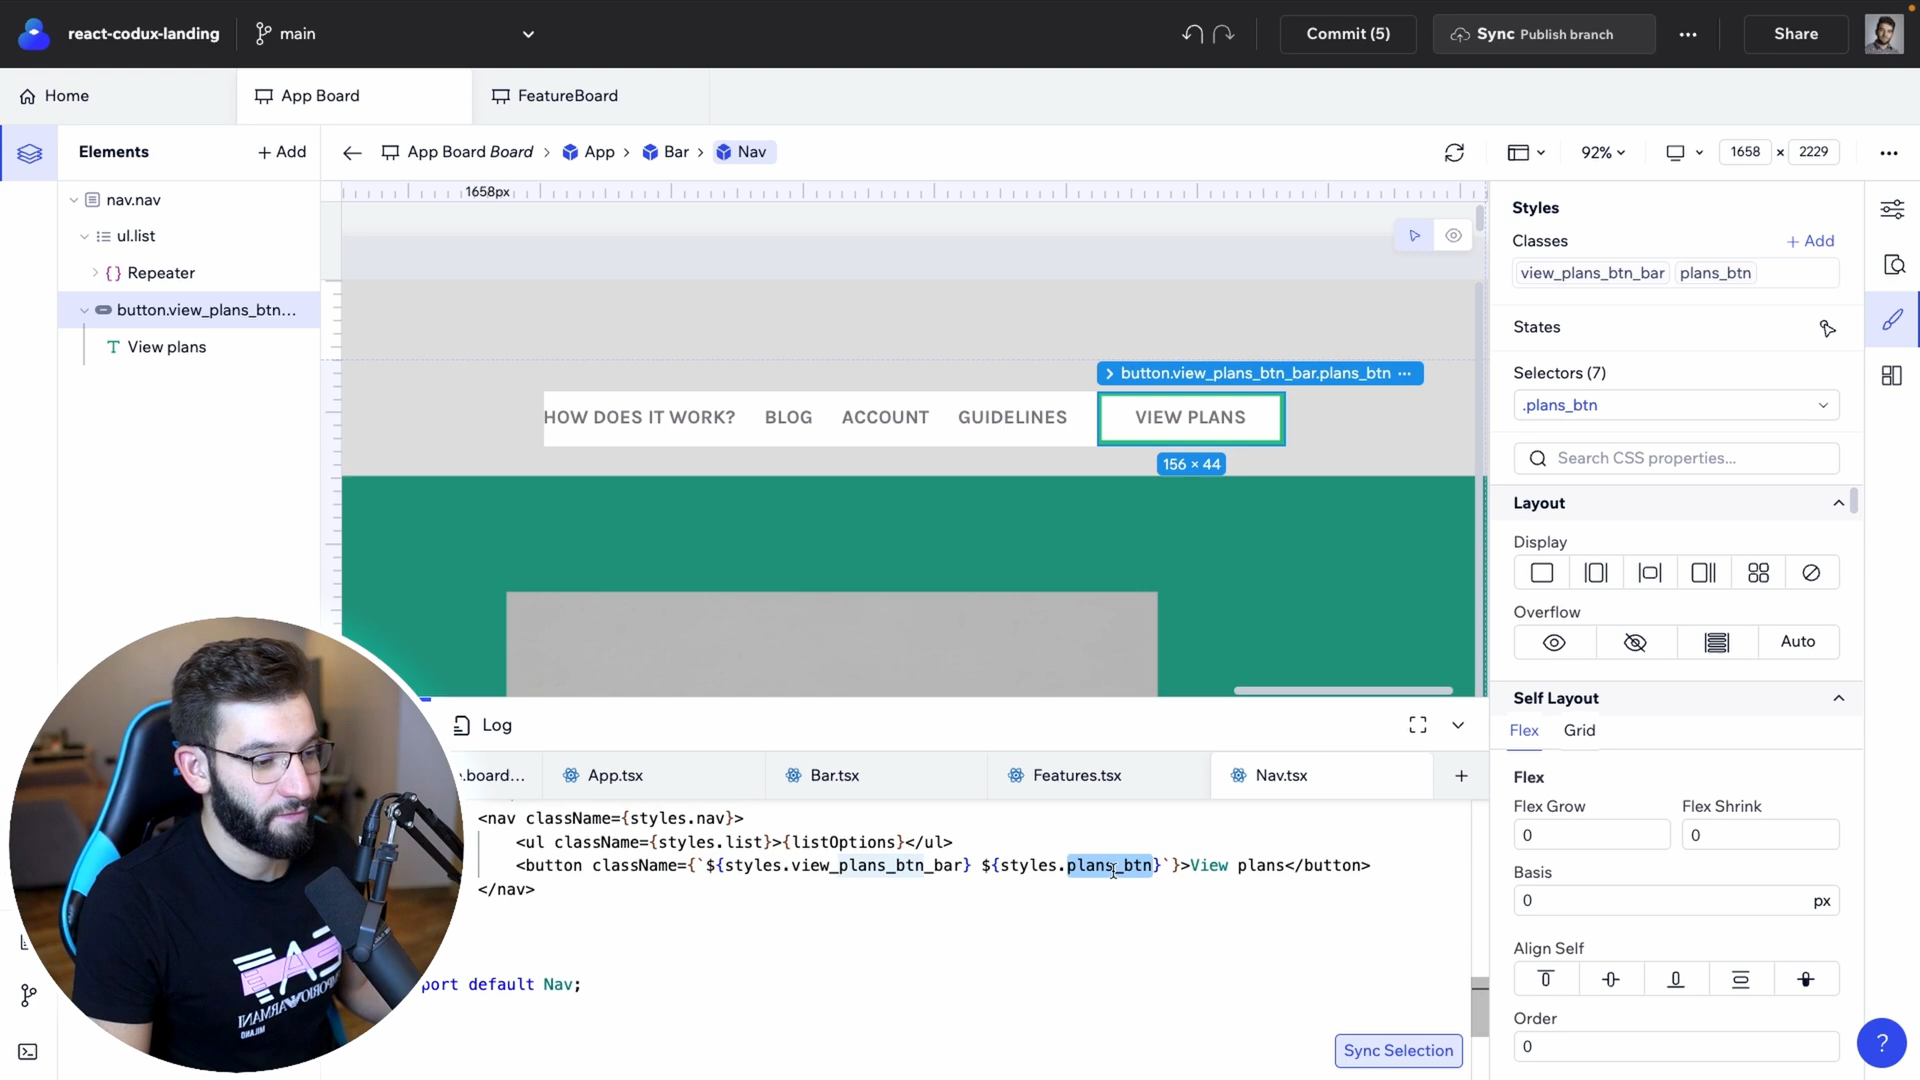 react-codux-landing
main
Commit (5)
Sync Publish branch
Share
Home
App Board
FeatureBoard
Elements
+ Add
App Board Board > App > Bar > Nav
92%
1658 × 2229
nav.nav
ul.list
{} Repeater
button.view_plans_btn...
T View plans
1658px
button.view_plans_btn_bar.plans_btn ...
HOW DOES IT WORK?
BLOG
ACCOUNT
GUIDELINES
VIEW PLANS
156 × 44
Styles
Classes
+ Add
view_plans_btn_bar
plans_btn
States
Selectors (7)
.plans_btn
Search CSS properties...
Layout
Display
Overflow
Auto
Self Layout
Flex
Grid
Flex
Flex Grow
Flex Shrink
0
0
Basis
0
px
Align Self
Order
0
Log
.board...
App.tsx
Bar.tsx
Features.tsx
Nav.tsx
+
<nav className={styles.nav}>
<ul className={styles.list}>{listOptions}</ul>
<button className={`${styles.view_plans_btn_bar} ${styles.plans_btn}`}>View plans</button>
</nav>
port default Nav;
Sync Selection
?